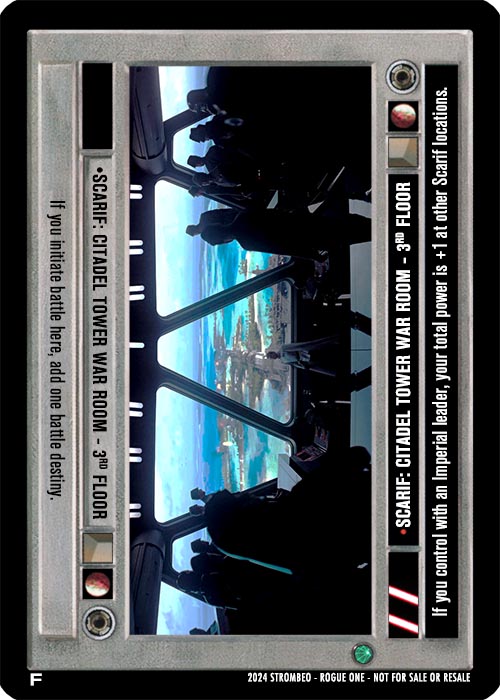 •SCARIF: CITADEL TOWER WAR ROOM - 3RD FLOOR
If you initiate battle here, add one battle destiny.
•SCARIF: CITADEL TOWER WAR ROOM - 3RD FLOOR
If you control with an Imperial leader, your total power is +1 at other Scarif locations.
F
2024 STROMBEO - ROGUE ONE - NOT FOR SALE OR RESALE